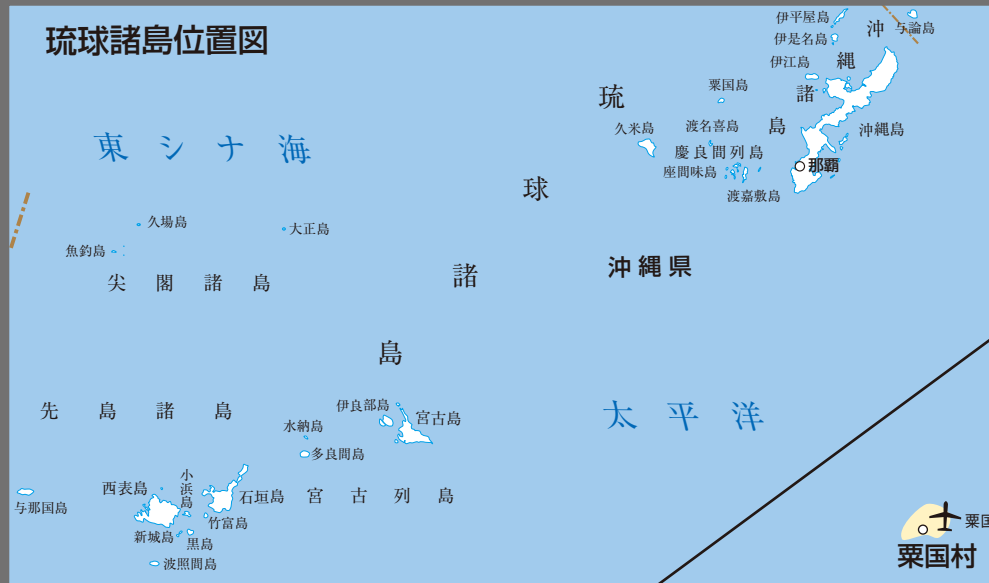 琉球諸島位置図
伊平屋島
伊是名島
沖縄諸島
与論島
伊江島
粟国島
琉球諸島
久米島
渡名喜島
沖縄島
慶良間列島
那覇
座間味島
渡嘉敷島
東シナ海
久場島
大正島
魚釣島
尖閣諸島
沖縄県
先島諸島
伊良部島
宮古島
水納島
多良間島
太平洋
小浜島
西表島
石垣島
宮古列島
与那国島
竹富島
新城島
黒島
波照間島
粟国
粟国村